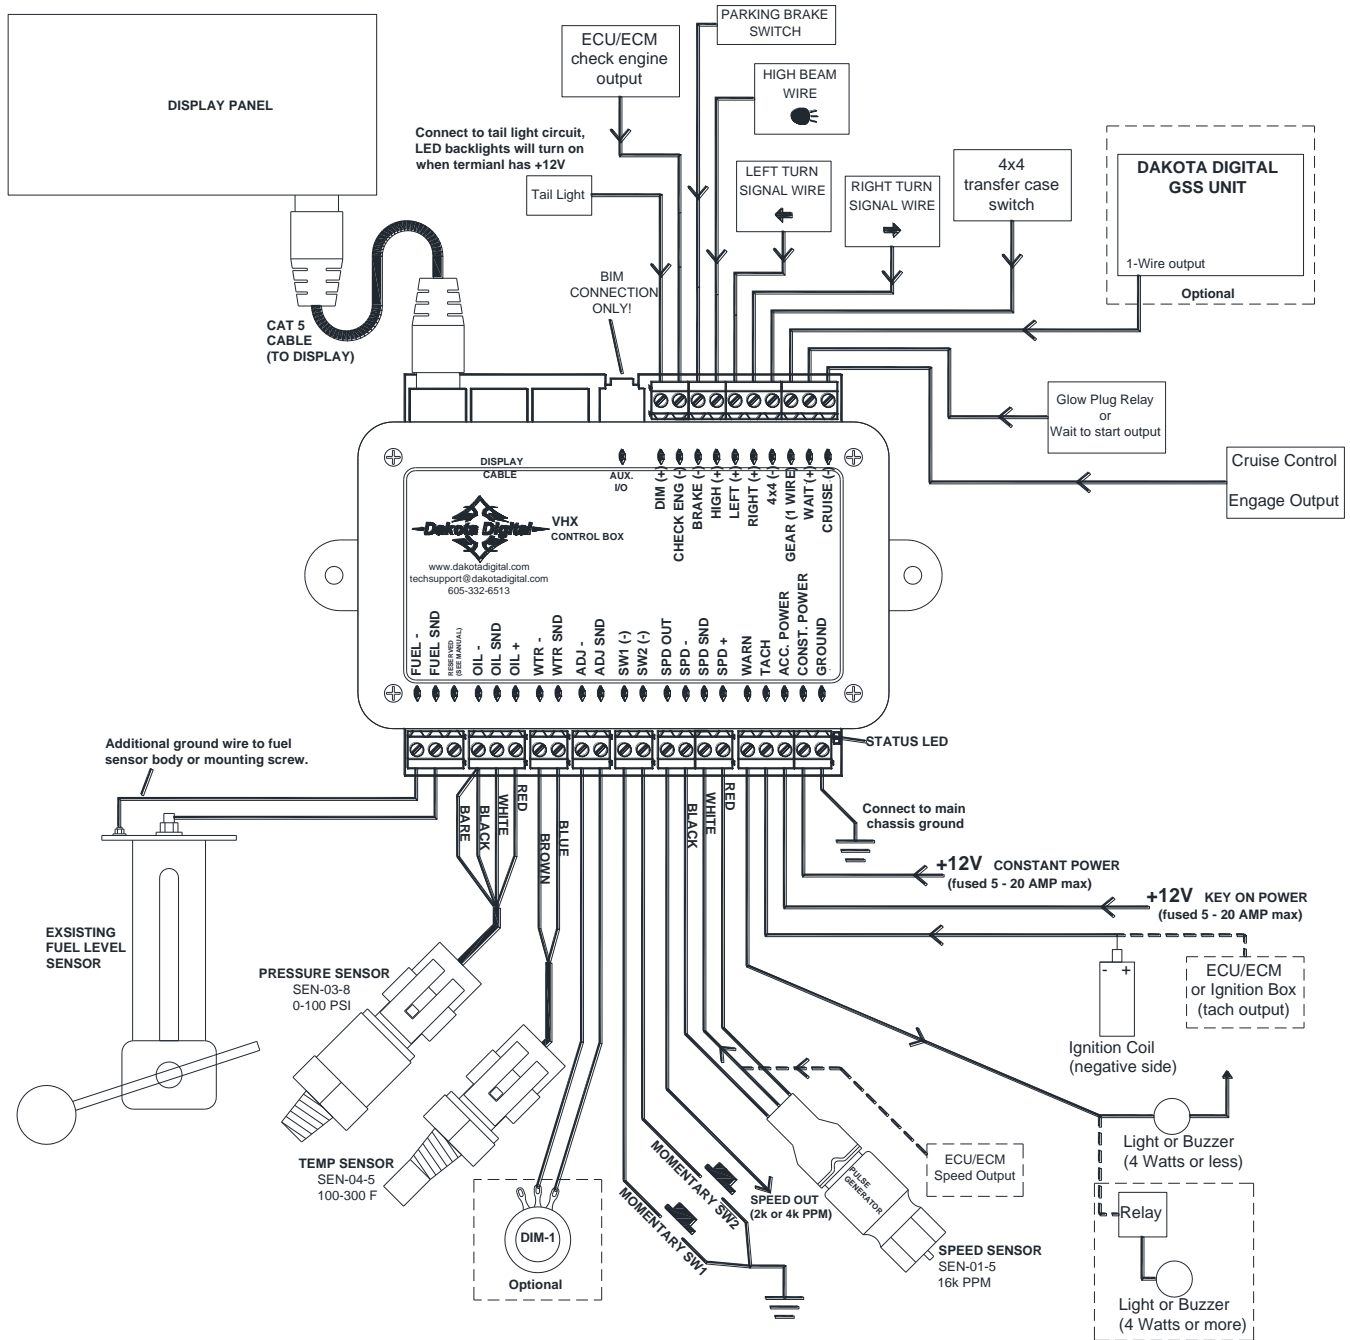 PARKING BRAKE
SWITCH
ECU/ECM
check engine
output
HIGH BEAM
WIRE
DISPLAY PANEL
Connect to tail light circuit,
LED backlights will turn on
when termianl has +12V
Tail Light
LEFT TURN
SIGNAL WIRE
RIGHT TURN
SIGNAL WIRE
4x4
transfer case
switch
DAKOTA DIGITAL
GSS UNIT
1-Wire output
Optional
BIM
CONNECTION
ONLY!
CAT 5
CABLE
(TO DISPLAY)
Glow Plug Relay
or
Wait to start output
Cruise Control
Engage Output
DISPLAY
CABLE
AUX.
I/O
DIM (+)
CHECK ENG (-)
BRAKE (-)
HIGH (+)
LEFT (+)
RIGHT (+)
4x4 (-)
GEAR (1 WIRE)
WAIT (+)
CRUISE (-)
Dakota Digital
VHX
CONTROL BOX
www.dakotadigital.com
techsupport@dakotadigital.com
605-332-6513
FUEL -
FUEL SND
RESERVED
(SEE MANUAL)
OIL -
OIL SND
OIL +
WTR -
WTR SND
ADJ -
ADJ SND
SW1 (-)
SW2 (-)
SPD OUT
SPD -
SPD SND
SPD +
WARN
TACH
ACC. POWER
CONST. POWER
GROUND
STATUS LED
Additional ground wire to fuel
sensor body or mounting screw.
BARE
BLACK
WHITE
RED
BROWN
BLUE
BLACK
WHITE
RED
Connect to main
chassis ground
+12V CONSTANT POWER
(fused 5 - 20 AMP max)
+12V KEY ON POWER
(fused 5 - 20 AMP max)
EXSISTING
FUEL LEVEL
SENSOR
PRESSURE SENSOR
SEN-03-8
0-100 PSI
- +
Ignition Coil
(negative side)
ECU/ECM
or Ignition Box
(tach output)
TEMP SENSOR
SEN-04-5
100-300 F
DIM-1
Optional
MOMENTARY SW2
MOMENTARY SW1
SPEED OUT
(2k or 4k PPM)
PULSE
GENERATOR
ECU/ECM
Speed Output
SPEED SENSOR
SEN-01-5
16k PPM
Light or Buzzer
(4 Watts or less)
Relay
Light or Buzzer
(4 Watts or more)